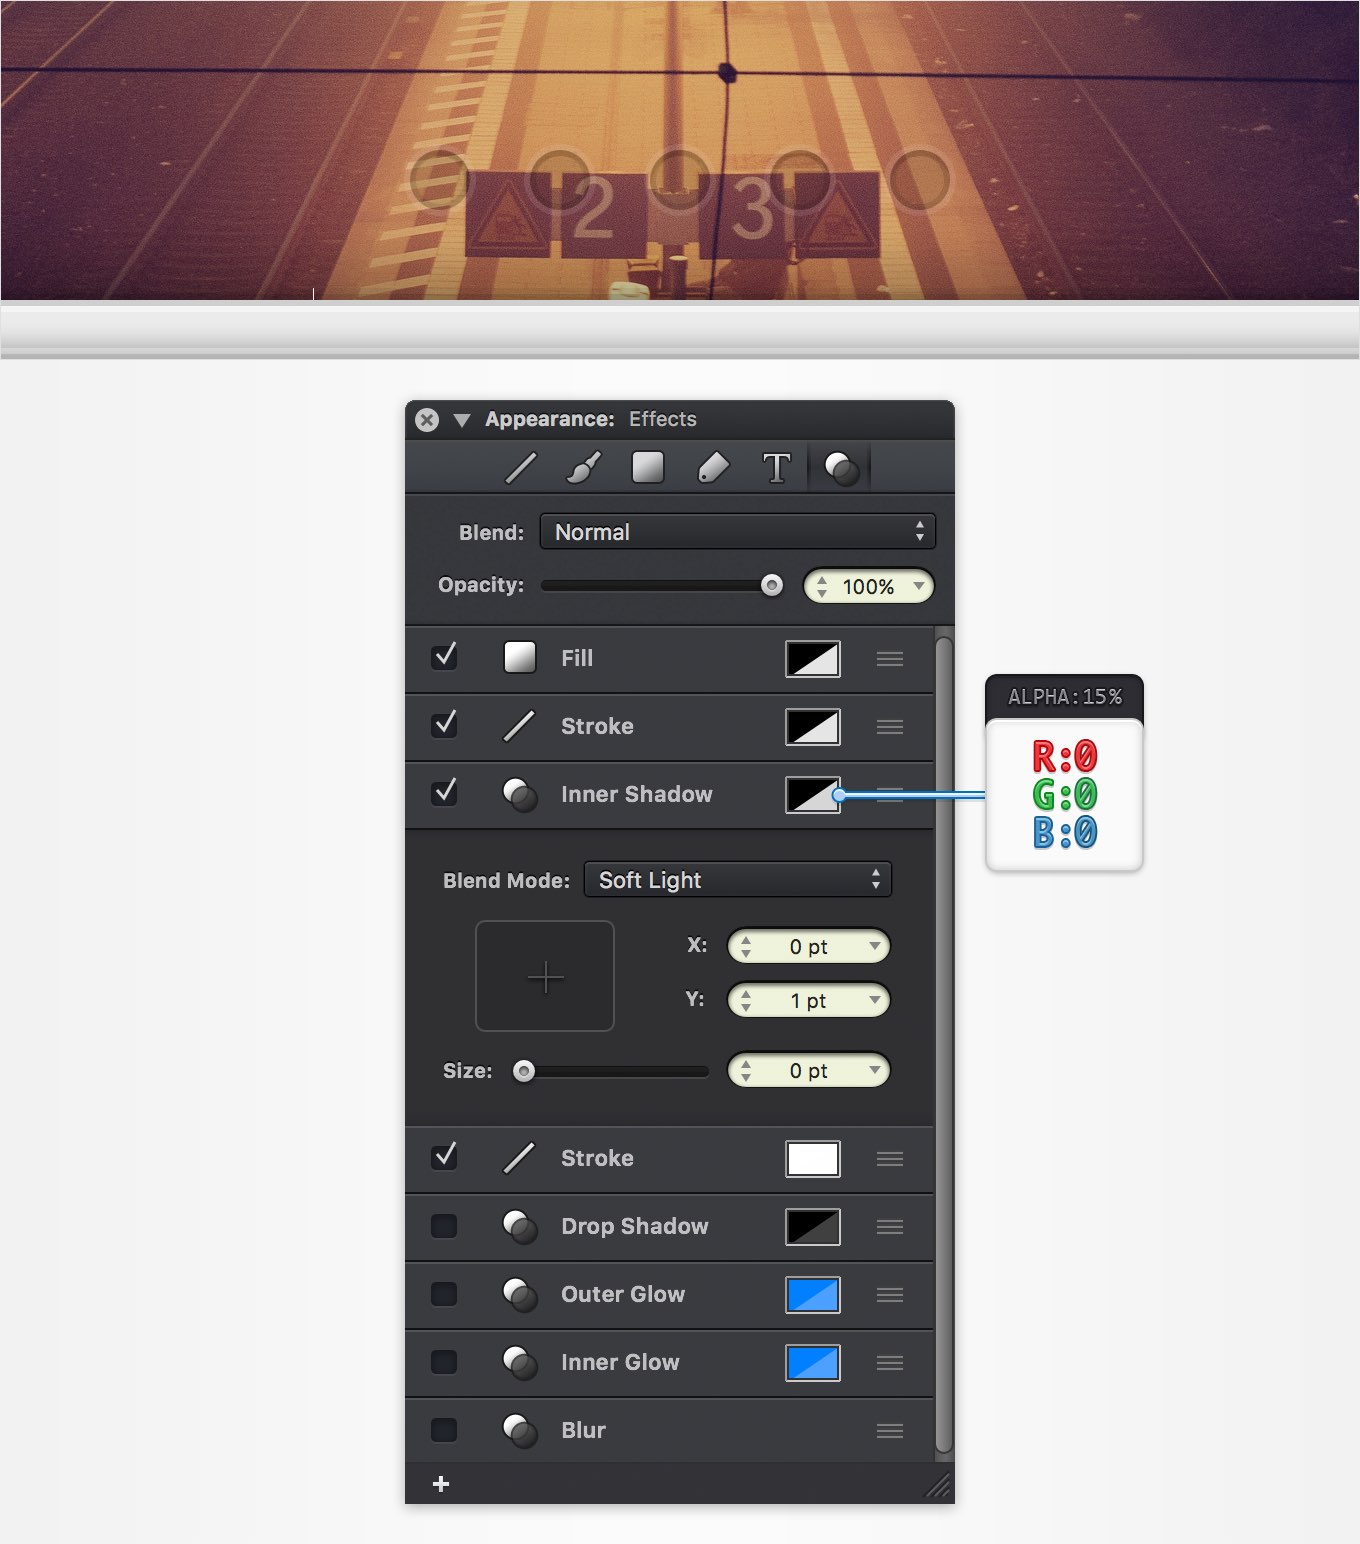 2 3
Appearance: Effects
T
Blend: Normal
Opacity: 100%
Fill
Stroke
Inner Shadow
ALPHA:15%
R:0
G:0
B:0
Blend Mode: Soft Light
X: 0 pt
Y: 1 pt
Size: 0 pt
Stroke
Drop Shadow
Outer Glow
Inner Glow
Blur